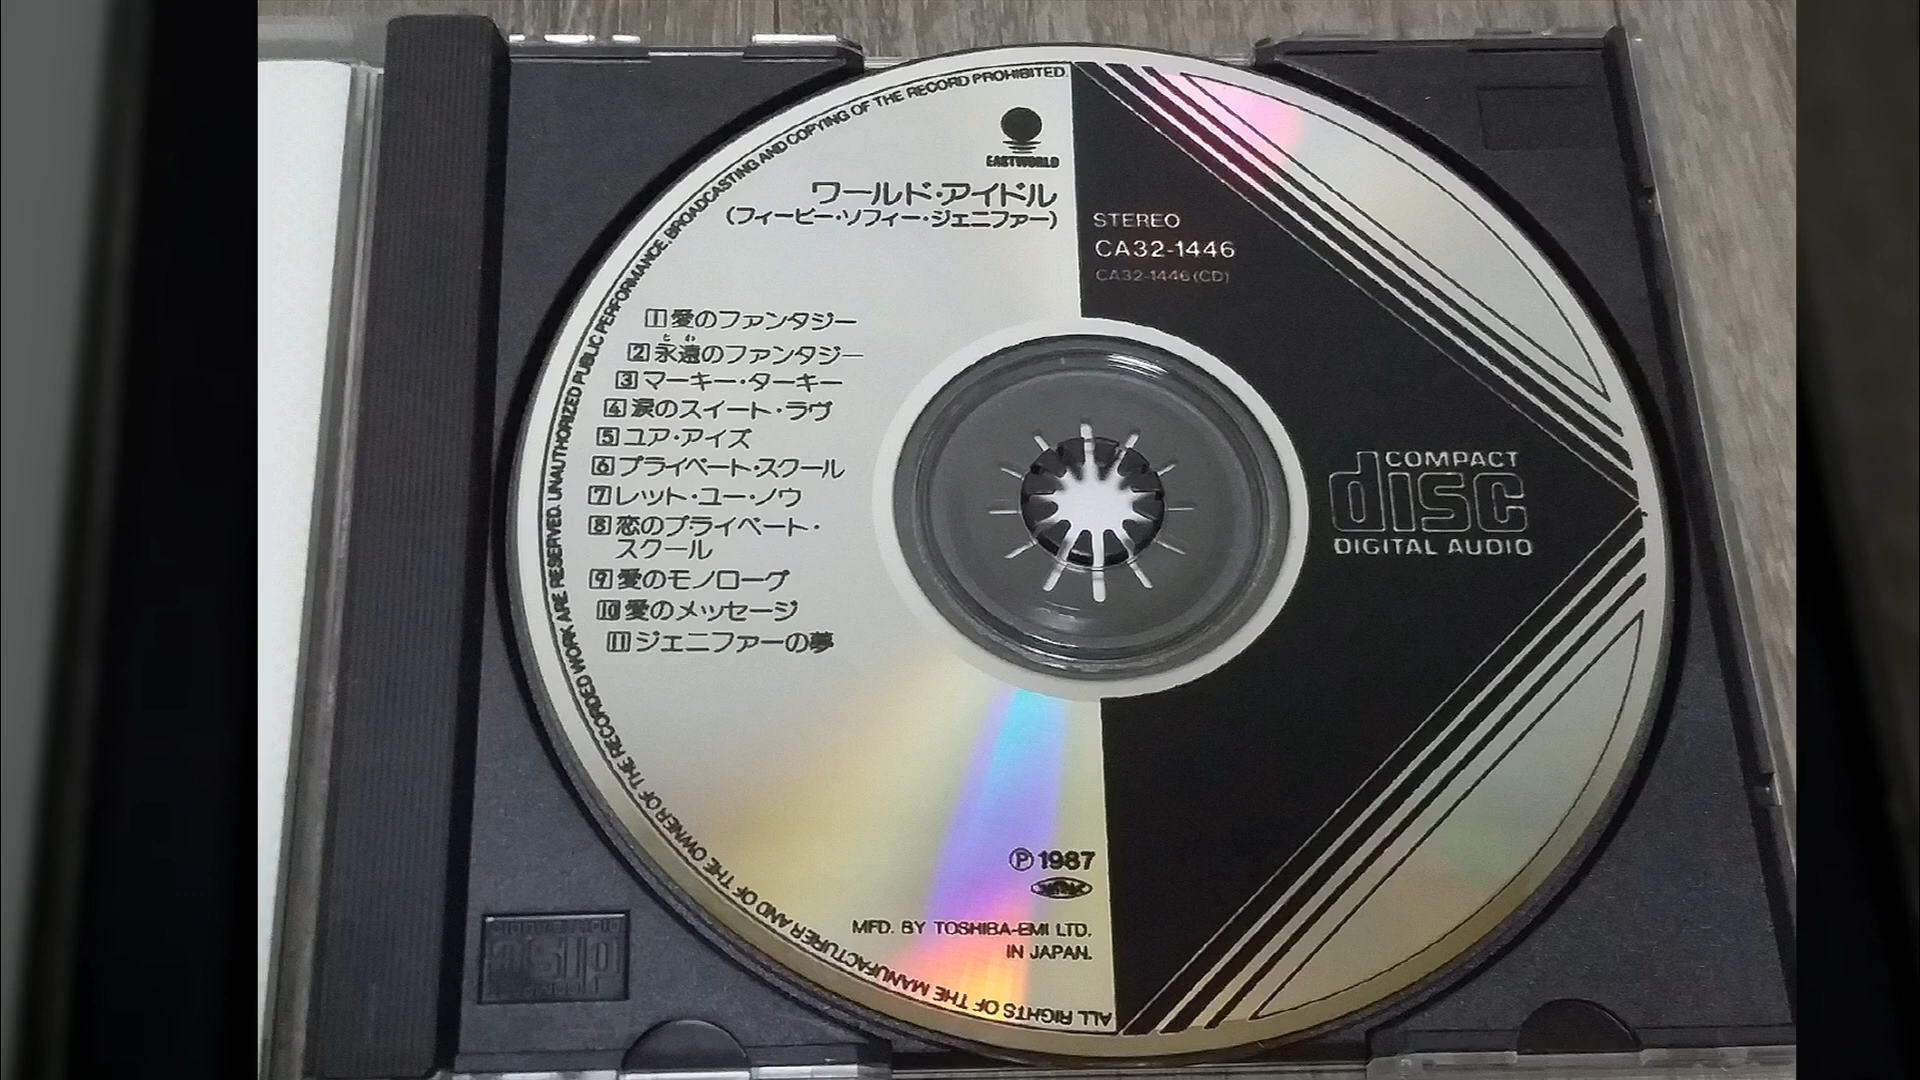 EASTWORLD
ワールド・アイドル
(フィービー・ソフィー・ジェニファー)
STEREO
CA32-1446
CA32-1446(CD)
1 愛のファンタジー
とわ
2 永遠のファンタジー
3 マーキー・ターキー
4 涙のスイート・ラヴ
5 ユア・アイズ
6 プライベート・スクール
7 レット・ユー・ノウ
8 恋のプライベート・
スクール
9 愛のモノローグ
10 愛のメッセージ
11 ジェニファーの夢
COMPACT
disc
DIGITAL AUDIO
Ⓟ1987
MFD. BY TOSHIBA-EMI LTD.
IN JAPAN.
ALL RIGHTS OF THE MANUFACTURER AND OF THE OWNER OF THE RECORDED WORK ARE RESERVED. UNAUTHORIZED PUBLIC PERFORMANCE, BROADCASTING AND COPYING OF THE RECORD PROHIBITED.
COMPACT
disc
DIGITAL AUDIO